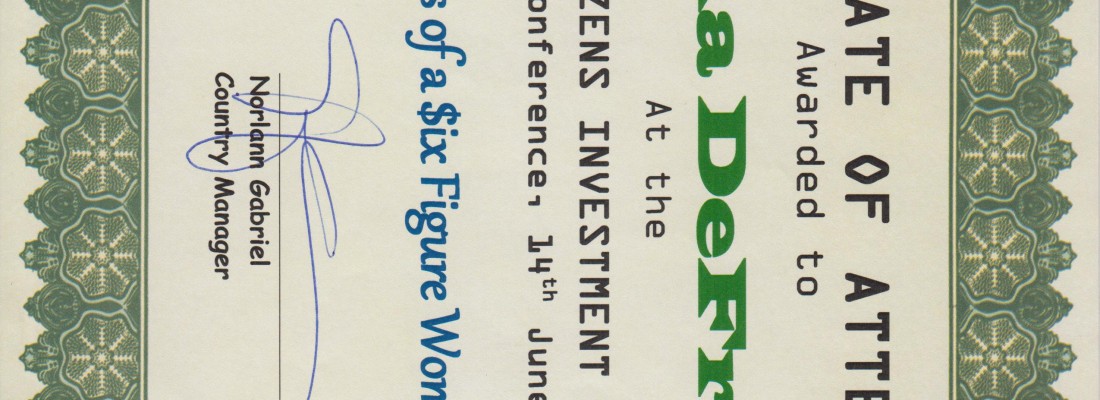 ATE OF ATTE
Awarded to
a DeFr
At the
ZENS INVESTMENT
onference, 14th June
s of a $ix Figure Won
Norlann Gabriel
Country Manager